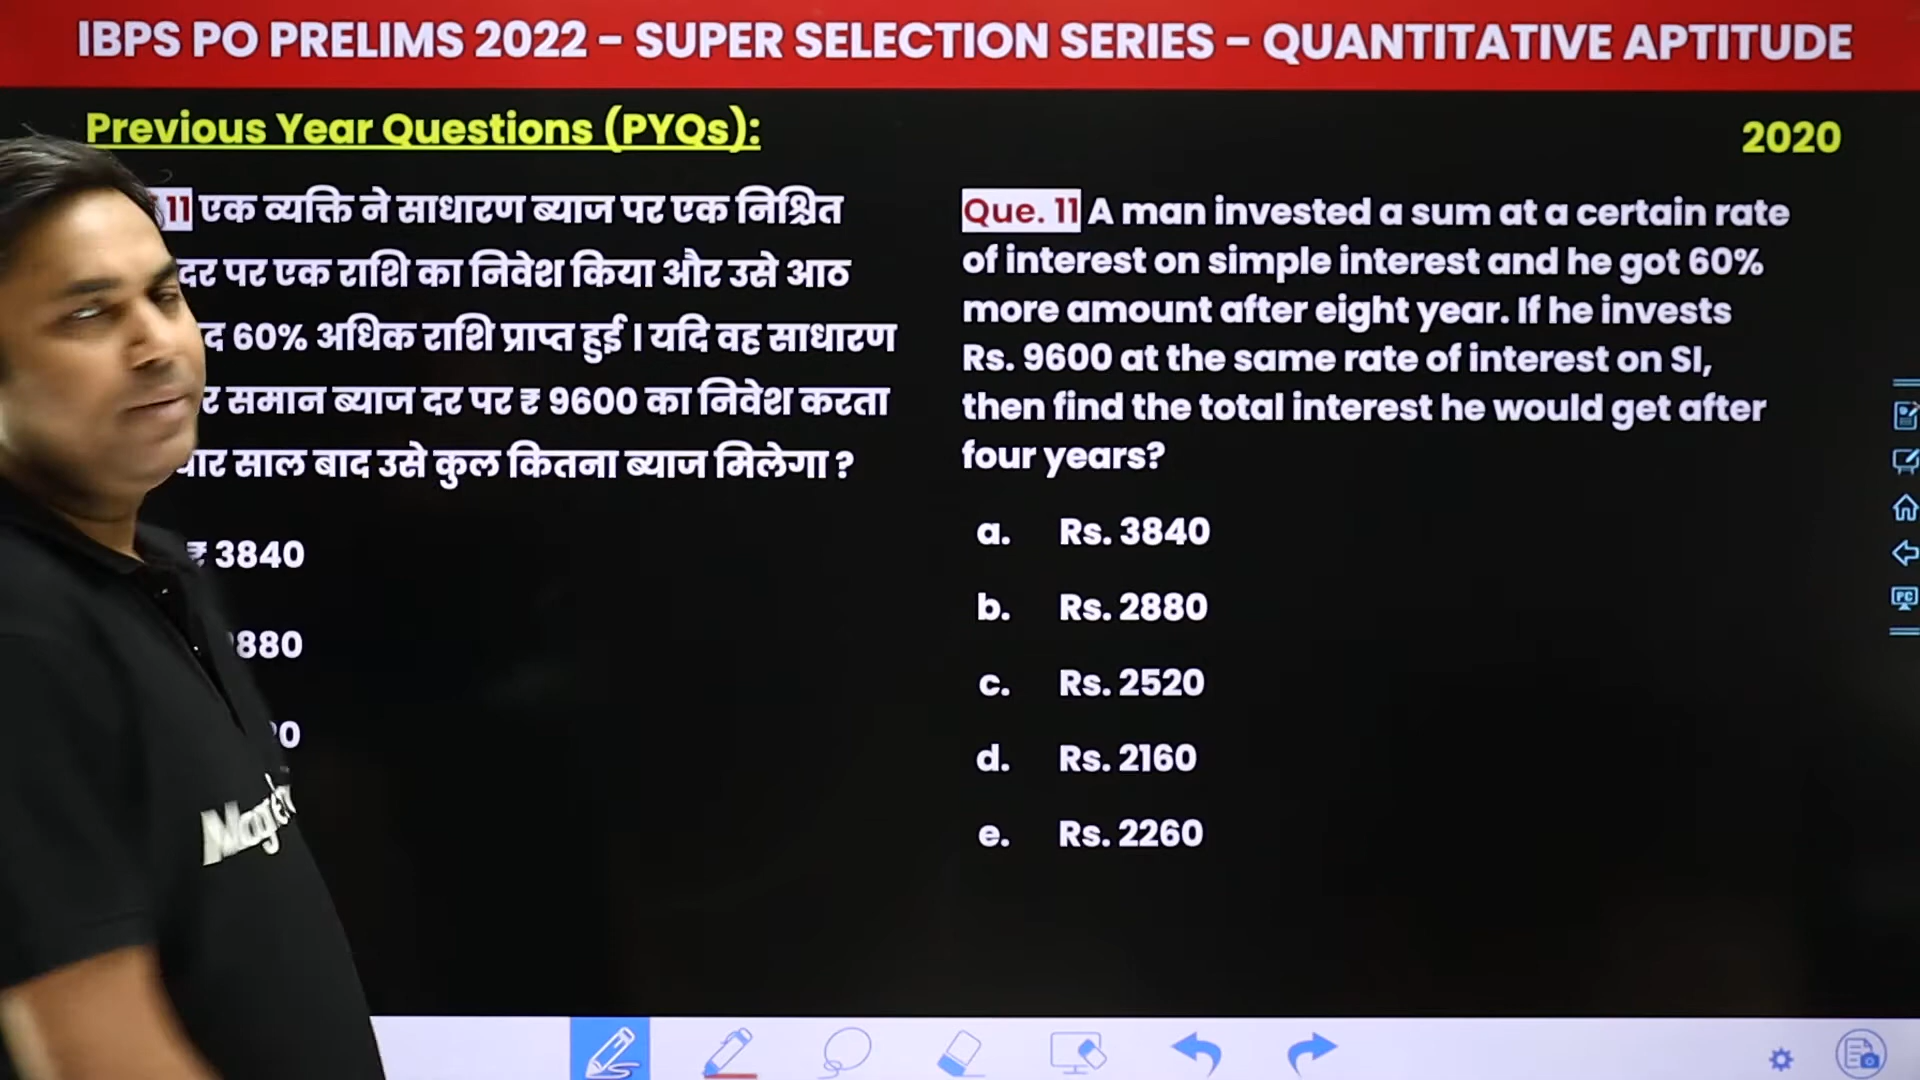 IBPS PO PRELIMS 2022 - SUPER SELECTION SERIES - QUANTITATIVE APTITUDE
Previous Year Questions (PYQs):
2020
11 एक व्यक्ति ने साधारण ब्याज पर एक निश्चित
दर पर एक राशि का निवेश किया और उसे आठ
60% अधिक राशि प्राप्त हुई । यदि वह साधारण
समान ब्याज दर पर ₹ 9600 का निवेश करता
साल बाद उसे कुल कितना ब्याज मिलेगा ?
₹ 3840
Que. 11 A man invested a sum at a certain rate
of interest on simple interest and he got 60%
more amount after eight year. If he invests
Rs. 9600 at the same rate of interest on SI,
then find the total interest he would get after
four years?
a. Rs. 3840
b. Rs. 2880
c. Rs. 2520
d. Rs. 2160
e. Rs. 2260
PC